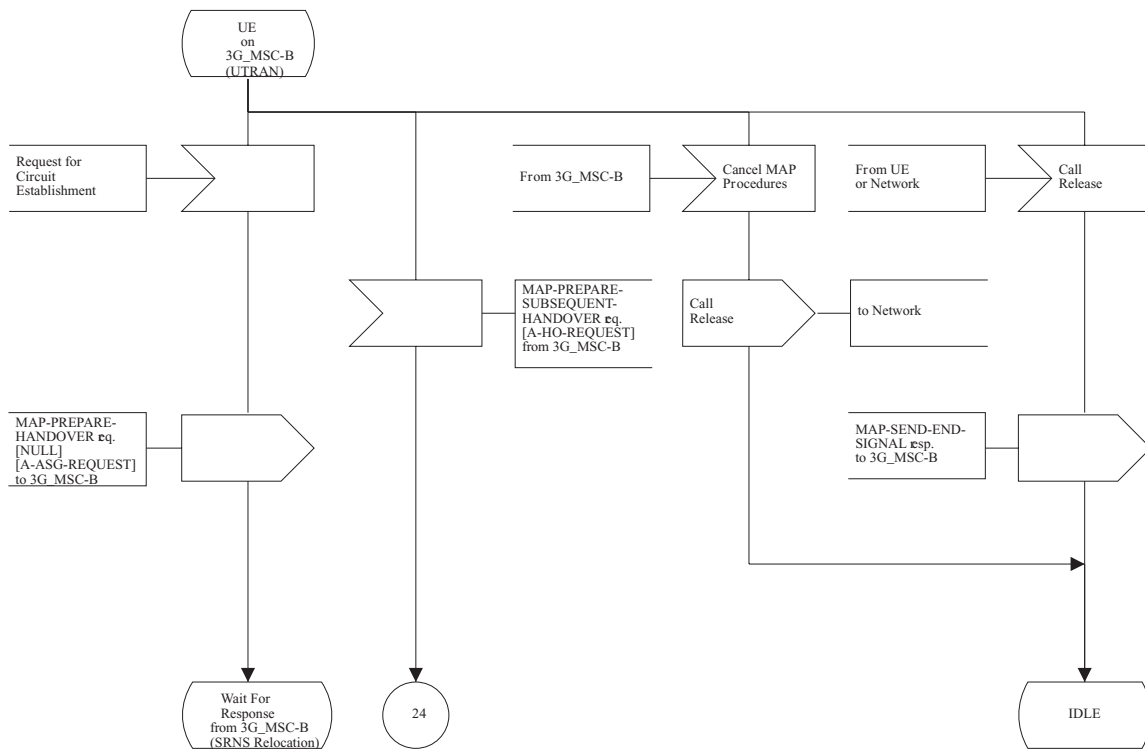 UE
on
3G_MSC-B
(UTRAN)
Request for
Circuit
Establishment
From 3G_MSC-B
Cancel MAP
Procedures
From UE
or Network
Call
Release
MAP-PREPARE-
SUBSEQUENT-
HANDOVER req.
[A-HO-REQUEST]
from 3G_MSC-B
Call
Release
to Network
MAP-PREPARE-
HANDOVER req.
[NULL]
[A-ASG-REQUEST]
to 3G_MSC-B
MAP-SEND-END-
SIGNAL resp.
to 3G_MSC-B
Wait For
Response
from 3G_MSC-B
(SRNS Relocation)
24
IDLE